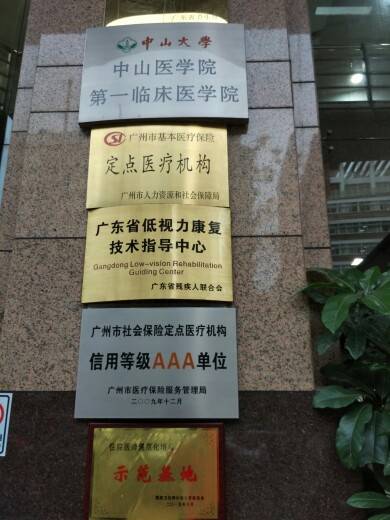 中山大學
中山医学院
第一临床医学院
广州市基本医疗保险
定点医疗机构
广州市人力资源和社会保障局
广东省低视力康复
技术指导中心
Gangdong Low-vision Rehabilitation
Guiding Center
广东省残疾人联合会
广州市社会保险定点医疗机构
信用等级AAA单位
广州市医疗保险服务管理局
二〇〇九年十二月
示范基地